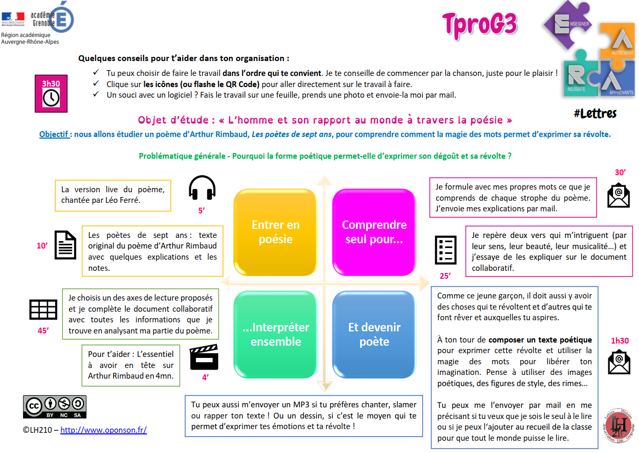 académie
Grenoble
Région académique
Auvergne-Rhône-Alpes
TproG3
#Lettres
3h30
Quelques conseils pour t'aider dans ton organisation :
✓ Tu peux choisir de faire le travail dans l'ordre qui te convient. Je te conseille de commencer par la chanson, juste pour le plaisir !
✓ Clique sur les icônes (ou flashe le QR Code) pour aller directement sur le travail à faire.
✓ Un souci avec un logiciel ? Fais le travail sur une feuille, prends une photo et envoie-la moi par mail.
Objet d'étude : « L'homme et son rapport au monde à travers la poésie »
Objectif : nous allons étudier un poème d'Arthur Rimbaud, Les poètes de sept ans, pour comprendre comment la magie des mots permet d'exprimer sa révolte.
Problématique générale - Pourquoi la forme poétique permet-elle d'exprimer son dégoût et sa révolte ?
La version live du poème,
chantée par Léo Ferré.
5'
10'
Les poètes de sept ans : texte
original du poème d'Arthur Rimbaud
avec quelques explications et les
notes.
Je choisis un des axes de lecture proposés
et je complète le document collaboratif
avec toutes les informations que je
trouve en analysant ma partie du poème.
45'
Pour t'aider : L'essentiel
à avoir en tête sur
Arthur Rimbaud en 4mn.
4'
Entrer en
poésie
Comprendre
seul pour...
...Interpréter
ensemble
Et devenir
poète
30'
Je formule avec mes propres mots ce que je
comprends de chaque strophe du poème.
J'envoie mes explications par mail.
Je repère deux vers qui m'intriguent (par
leur sens, leur beauté, leur musicalité...) et
j'essaye de les expliquer sur le document
collaboratif.
25'
Comme ce jeune garçon, il doit aussi y avoir
des choses qui te révoltent et d'autres qui te
font rêver et auxquelles tu aspires.
À ton tour de composer un texte poétique
pour exprimer cette révolte et utiliser la
magie des mots pour libérer ton
imagination. Pense à utiliser des images
poétiques, des figures de style, des rimes...
Tu peux me l'envoyer par mail en me
précisant si tu veux que je sois le seul à le lire
ou si je peux l'ajouter au recueil de la classe
pour que tout le monde puisse le lire.
1h30
Tu peux aussi m'envoyer un MP3 si tu préfères chanter, slamer
ou rapper ton texte ! Ou un dessin, si c'est le moyen qui te
permet d'exprimer tes émotions et ta révolte !
cc
BY NC SA
©LH210 – http://www.oponson.fr/